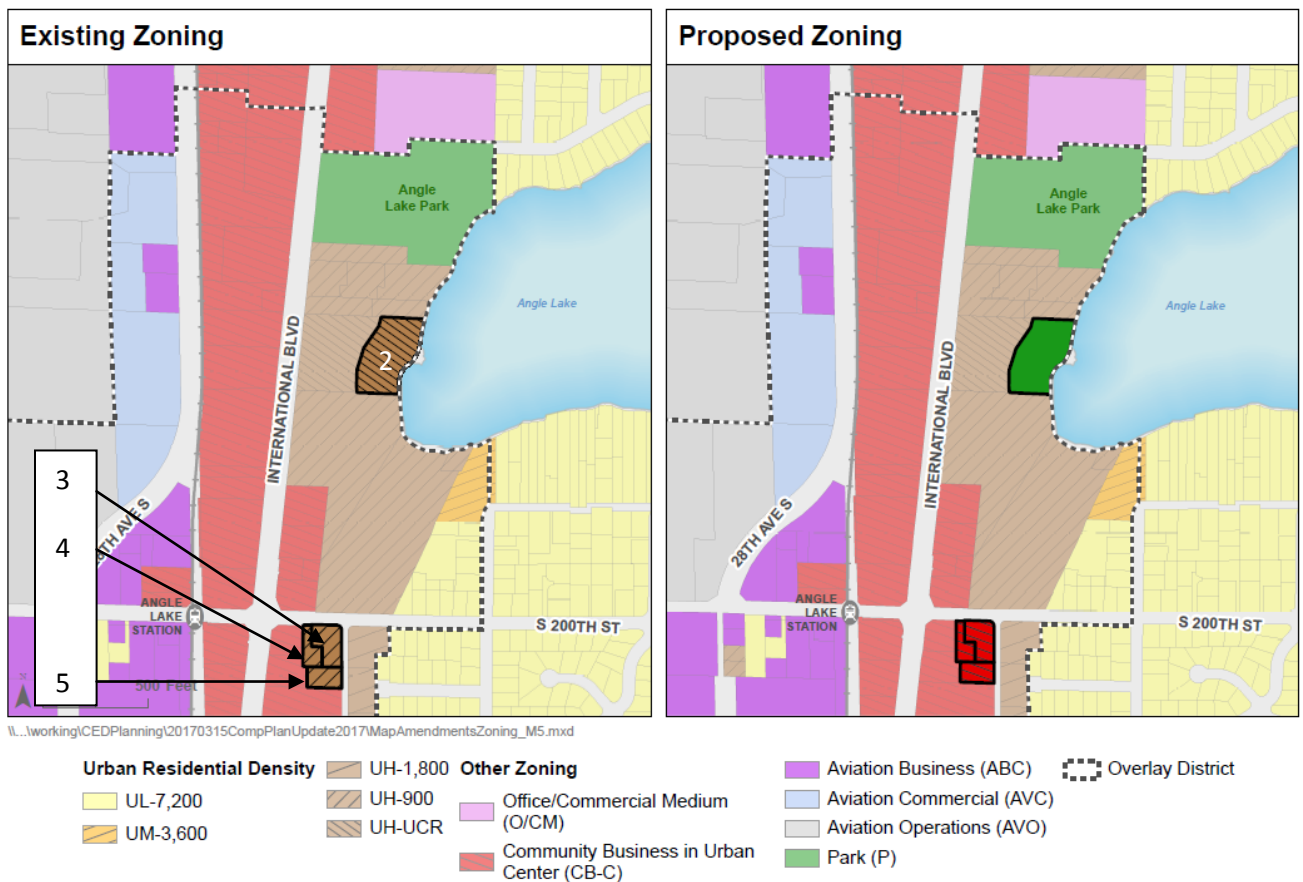 Existing Zoning
Angle
Lake Park
Angle Lake
2
INTERNATIONAL BLVD
3
4
5
28TH AVE S
ANGLE
LAKE
STATION
S 200TH ST
500 Feet
Proposed Zoning
Angle
Lake Park
Angle Lake
INTERNATIONAL BLVD
28TH AVE S
ANGLE
LAKE
STATION
S 200TH ST
\\...\working\CEDPlanning\20170315CompPlanUpdate2017\MapAmendmentsZoning_M5.mxd
Urban Residential Density
UL-7,200
UM-3,600
UH-1,800
UH-900
UH-UCR
Other Zoning
Office/Commercial Medium
(O/CM)
Community Business in Urban
Center (CB-C)
Aviation Business (ABC)
Aviation Commercial (AVC)
Aviation Operations (AVO)
Park (P)
Overlay District